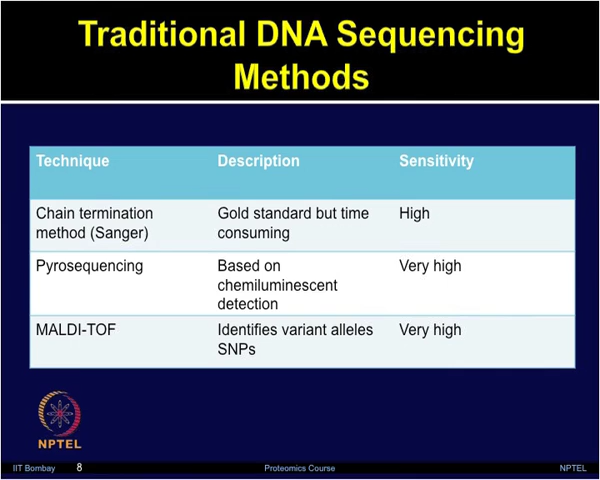 Traditional DNA Sequencing
Methods
Technique Description Sensitivity
Chain termination
method (Sanger)
Gold standard but time
consuming
High
Pyrosequencing
Based on
chemiluminescent
detection
Very high
MALDI-TOF
Identifies variant alleles
SNPs
Very high
NPTEL
IIT Bombay 8 Proteomics Course NPTEL